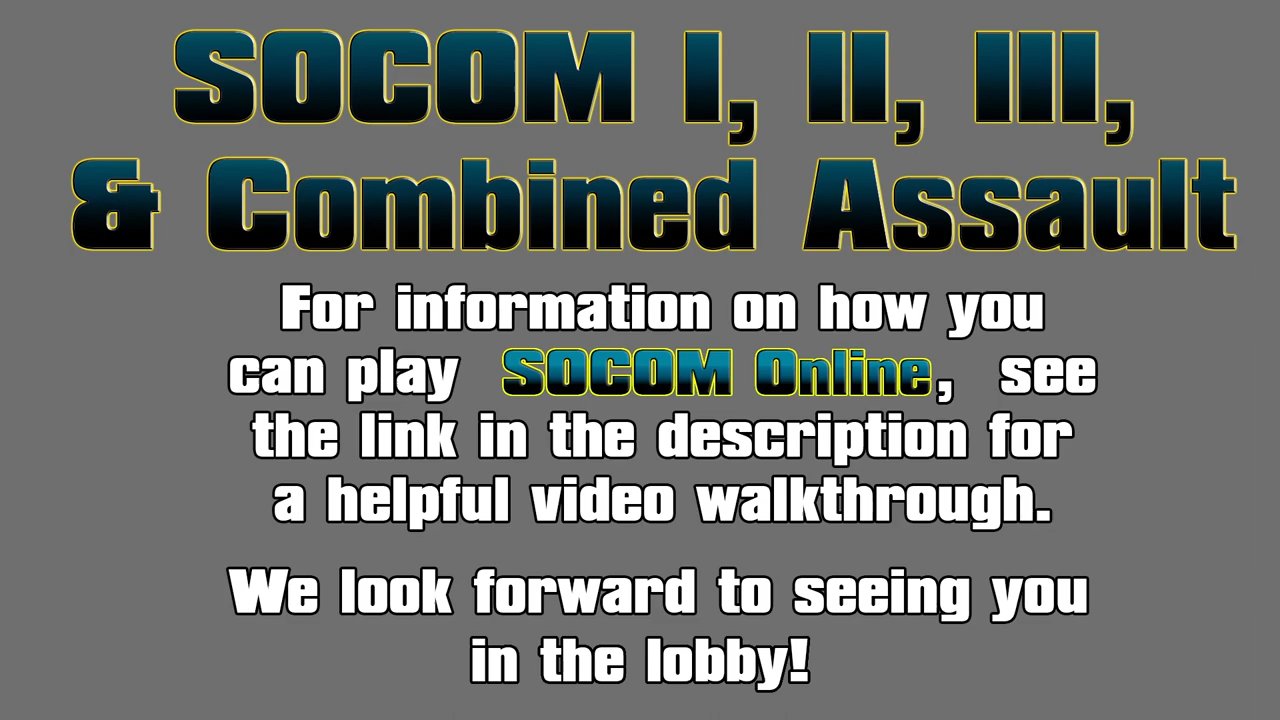 SOCOM I, II, III,
& Combined Assault
For information on how you
can play SOCOM Online, see
the link in the description for
a helpful video walkthrough.
We look forward to seeing you
in the lobby!